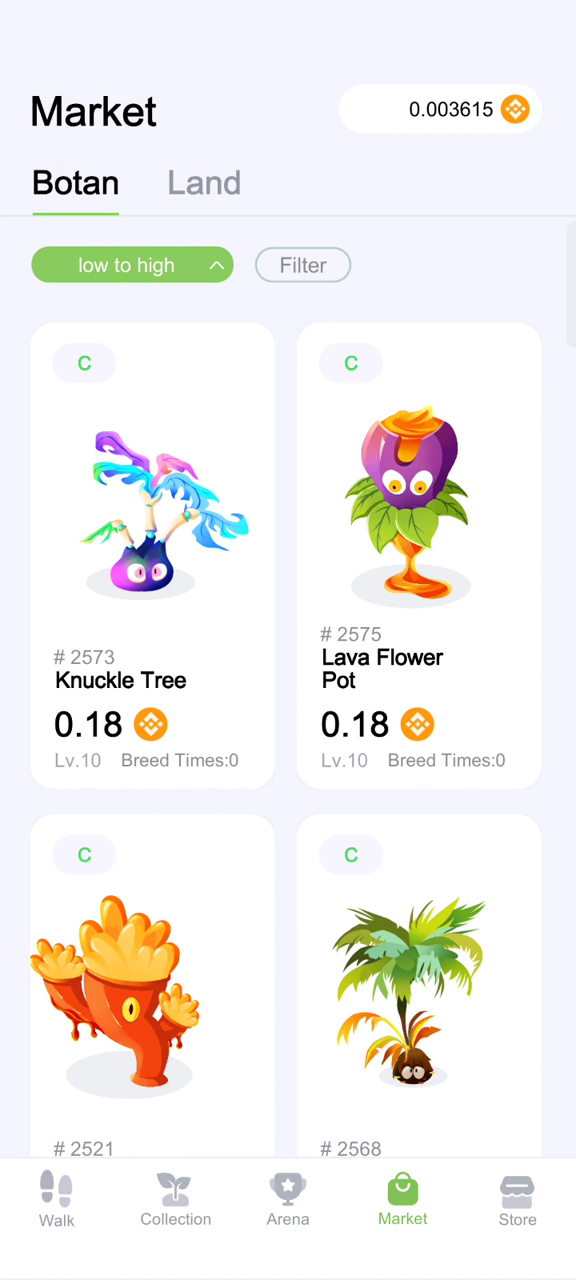 Market
0.003615
Botan
Land
low to high
Filter
C
C
# 2573
Knuckle Tree
0.18
Lv.10 Breed Times:0
# 2575
Lava Flower
Pot
0.18
Lv.10 Breed Times:0
C
C
# 2521
# 2568
Walk
Collection
Arena
Market
Store